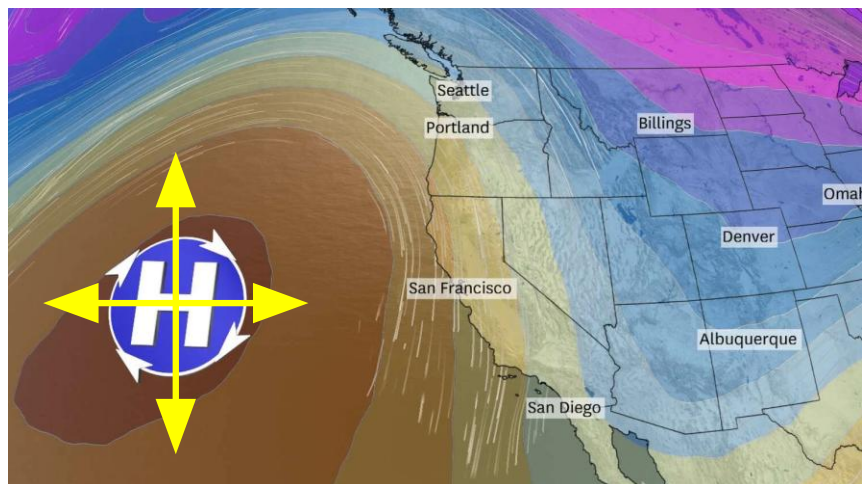 Seattle
Portland
Billings
Omah
Denver
H
San Francisco
Albuquerque
San Diego